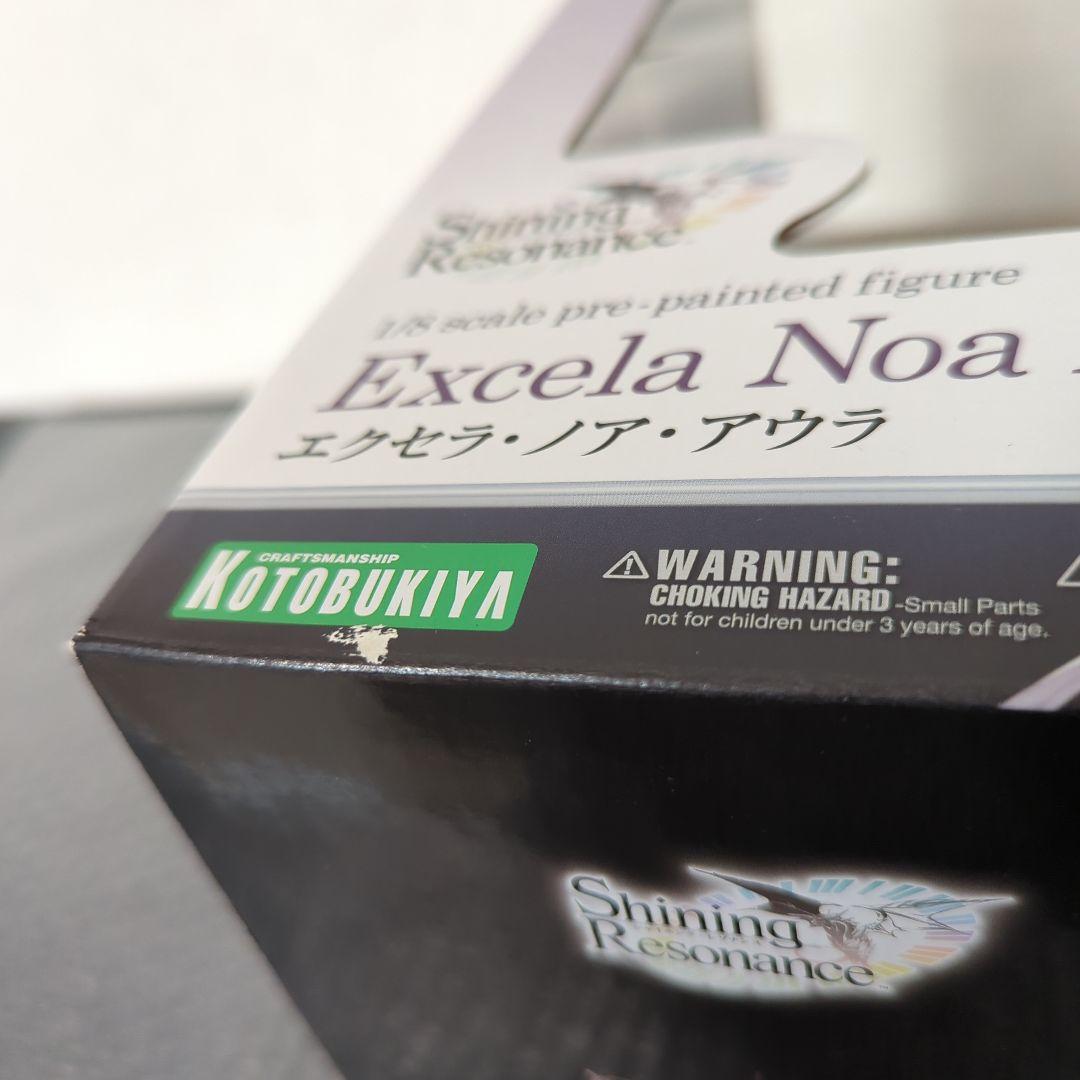 Shining
Resonance
1/8 scale pre-painted figure
Excela Noa
エクセラ・ノア・アウラ
CRAFTSMANSHIP
KOTOBUKIYA
WARNING:
CHOKING HAZARD -Small Parts
not for children under 3 years of age.
Shining
Resonance